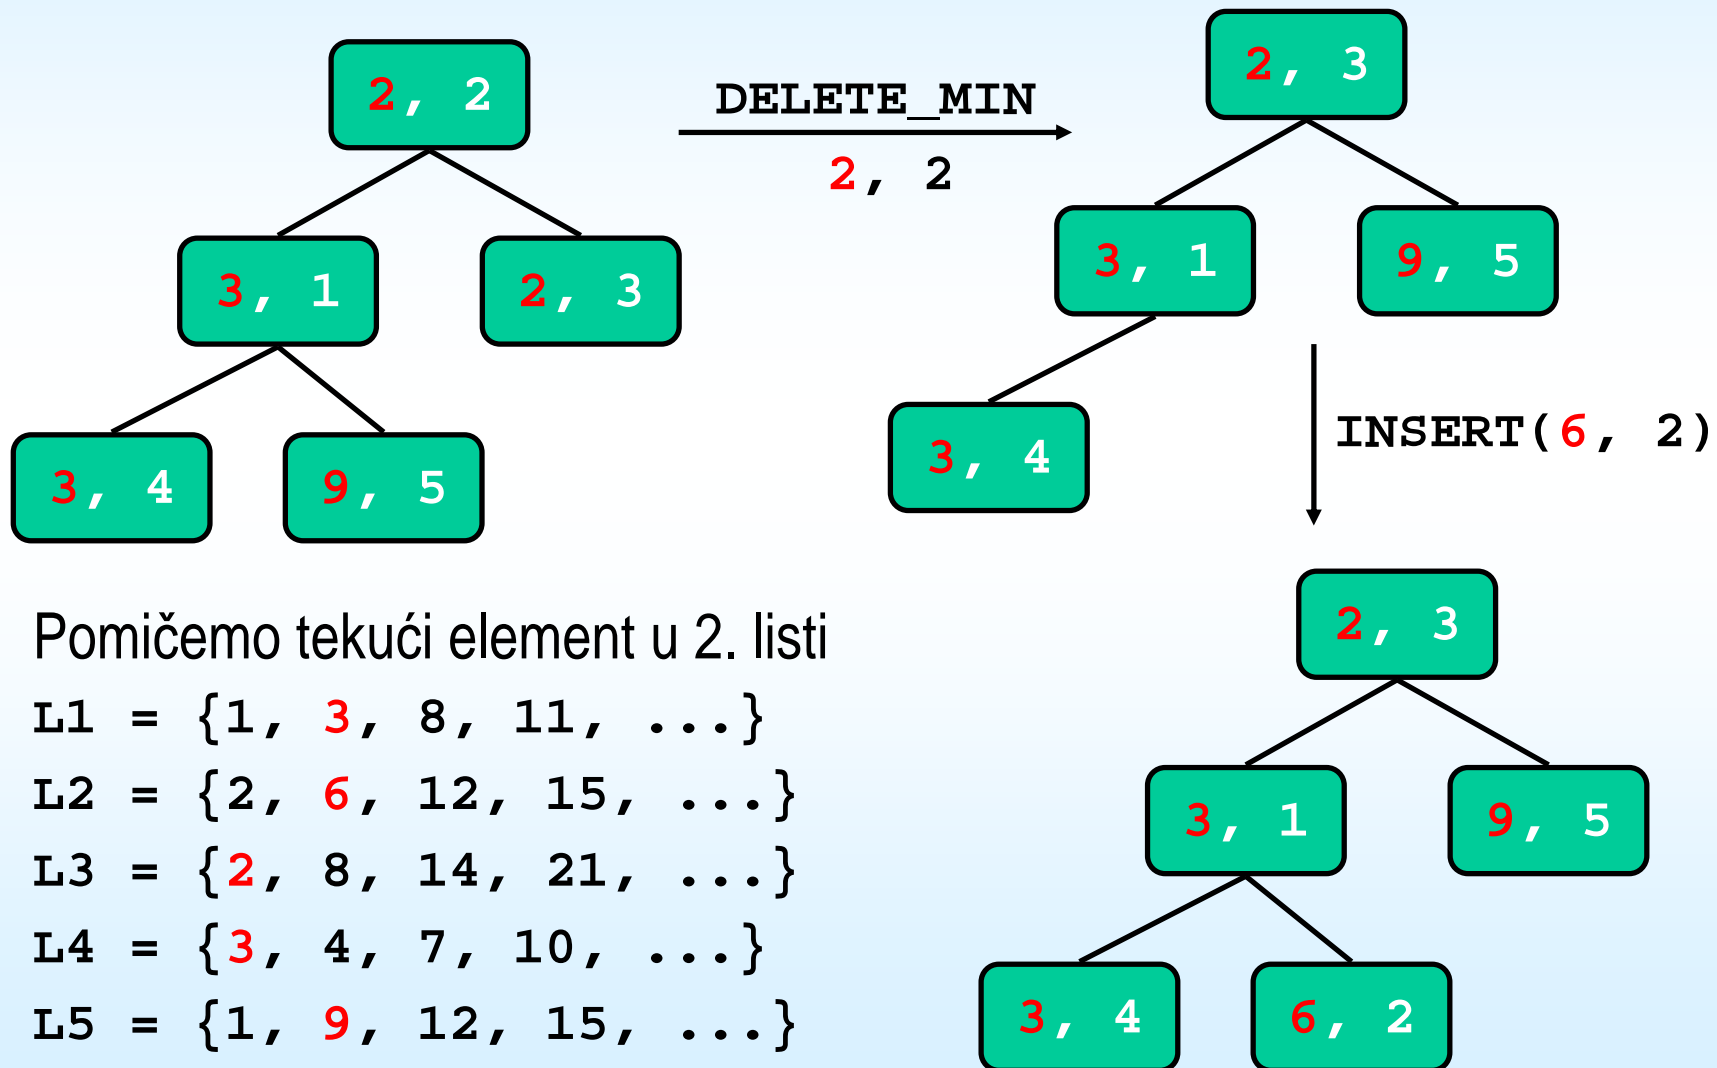 2, 2
3, 1
2, 3
3, 4
9, 5
DELETE_MIN
2, 2
2, 3
3, 1
9, 5
3, 4
INSERT(6, 2)
2, 3
3, 1
9, 5
3, 4
6, 2
Pomičemo tekući element u 2. listi
L1 = {1, 3, 8, 11, ...}
L2 = {2, 6, 12, 15, ...}
L3 = {2, 8, 14, 21, ...}
L4 = {3, 4, 7, 10, ...}
L5 = {1, 9, 12, 15, ...}